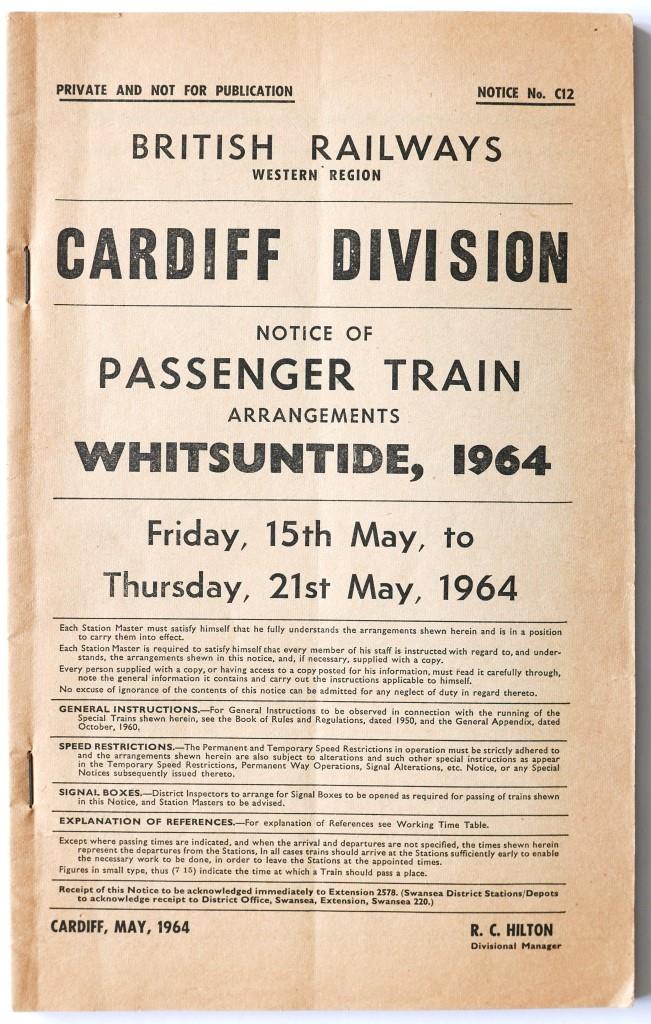 PRIVATE AND NOT FOR PUBLICATION
NOTICE No. C12
BRITISH RAILWAYS
WESTERN REGION
CARDIFF DIVISION
NOTICE OF
PASSENGER TRAIN
ARRANGEMENTS
WHITSUNTIDE, 1964
Friday, 15th May, to
Thursday, 21st May, 1964
Each Station Master must satisfy himself that he fully understands the arrangements shewn herein and is in a position
to carry them into effect.
Each Station Master is required to satisfy himself that every member of his staff is instructed with regard to, and under-
stands, the arrangements shewn in this notice, and, if necessary, supplied with a copy.
Every person supplied with a copy, or having access to a copy posted for his information, must read it carefully through,
note the general information it contains and carry out the instructions applicable to himself.
No excuse of ignorance of the contents of this notice can be admitted for any neglect of duty in regard thereto.
GENERAL INSTRUCTIONS.—For General Instructions to be observed in connection with the running of the
Special Trains shewn herein, see the Book of Rules and Regulations, dated 1950, and the General Appendix, dated
October, 1960,
SPEED RESTRICTIONS.—The Permanent and Temporary Speed Restrictions in operation must be strictly adhered to
and the arrangements shewn herein are also subject to alterations and such other special instructions as appear
in the Temporary Speed Restrictions, Permanent Way Operations, Signal Alterations, etc. Notice, or any Special
Notices subsequently issued thereto.
SIGNAL BOXES.—District Inspectors to arrange for Signal Boxes to be opened as required for passing of trains shewn
in this Notice, and Station Masters to be advised.
EXPLANATION OF REFERENCES.—For explanation of References see Working Time Table.
Except where passing times are indicated, and when the arrival and departures are not specified, the times shewn herein
represent the departures from the Stations, In all cases trains should arrive at the Stations sufficiently early to enable
the necessary work to be done, in order to leave the Stations at the appointed times.
Figures in small type, thus (7 15) indicate the time at which a Train should pass a place.
Receipt of this Notice to be acknowledged immediately to Extension 2578. (Swansea District Stations/Depots
to acknowledge receipt to District Office, Swansea, Extension, Swansea 220.)
CARDIFF, MAY, 1964
R. C. HILTON
Divisional Manager